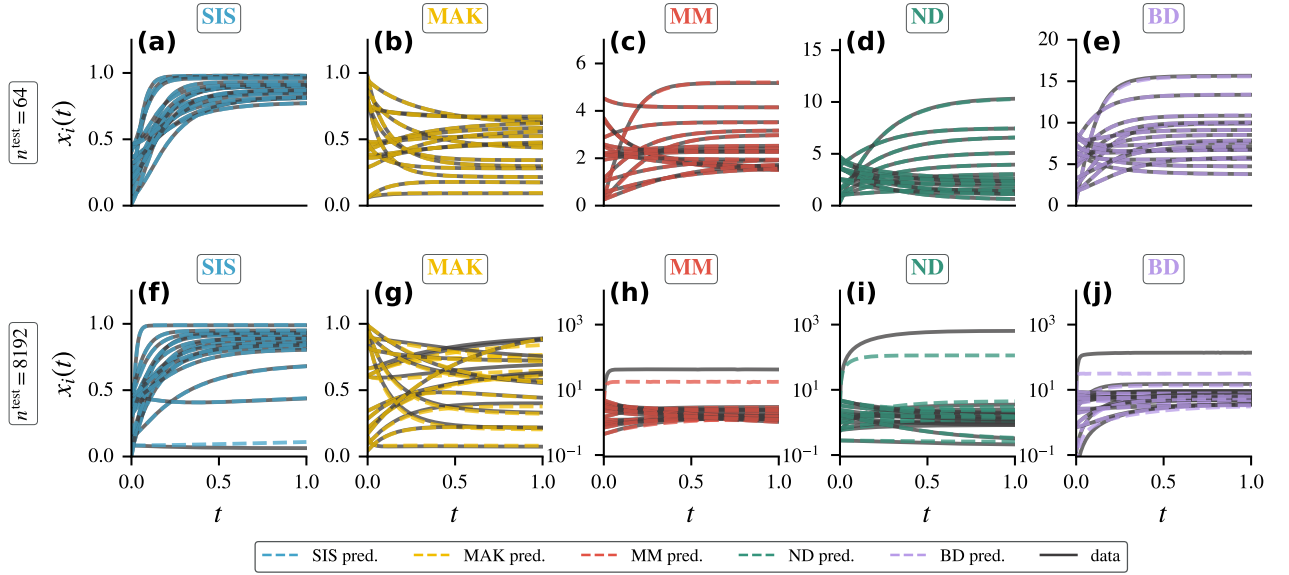 SIS MAK MM ND BD
(a) (b) (c) (d) (e)
n^test = 64
x_i(t)
1.0 0.5 0.0
1.0 0.5 0.0
6 4 2 0
15 10 5 0
20 15 10 5 0
SIS MAK MM ND BD
(f) (g) (h) (i) (j)
n^test = 8192
x_i(t)
1.0 0.5 0.0
1.0 0.5 0.0
10^3 10^1 10^−1
10^3 10^1 10^−1
10^3 10^1 10^−1
0.0 0.5 1.0 0.0 0.5 1.0 0.0 0.5 1.0 0.0 0.5 1.0 0.0 0.5 1.0
t t t t t
SIS pred. MAK pred. MM pred. ND pred. BD pred. data